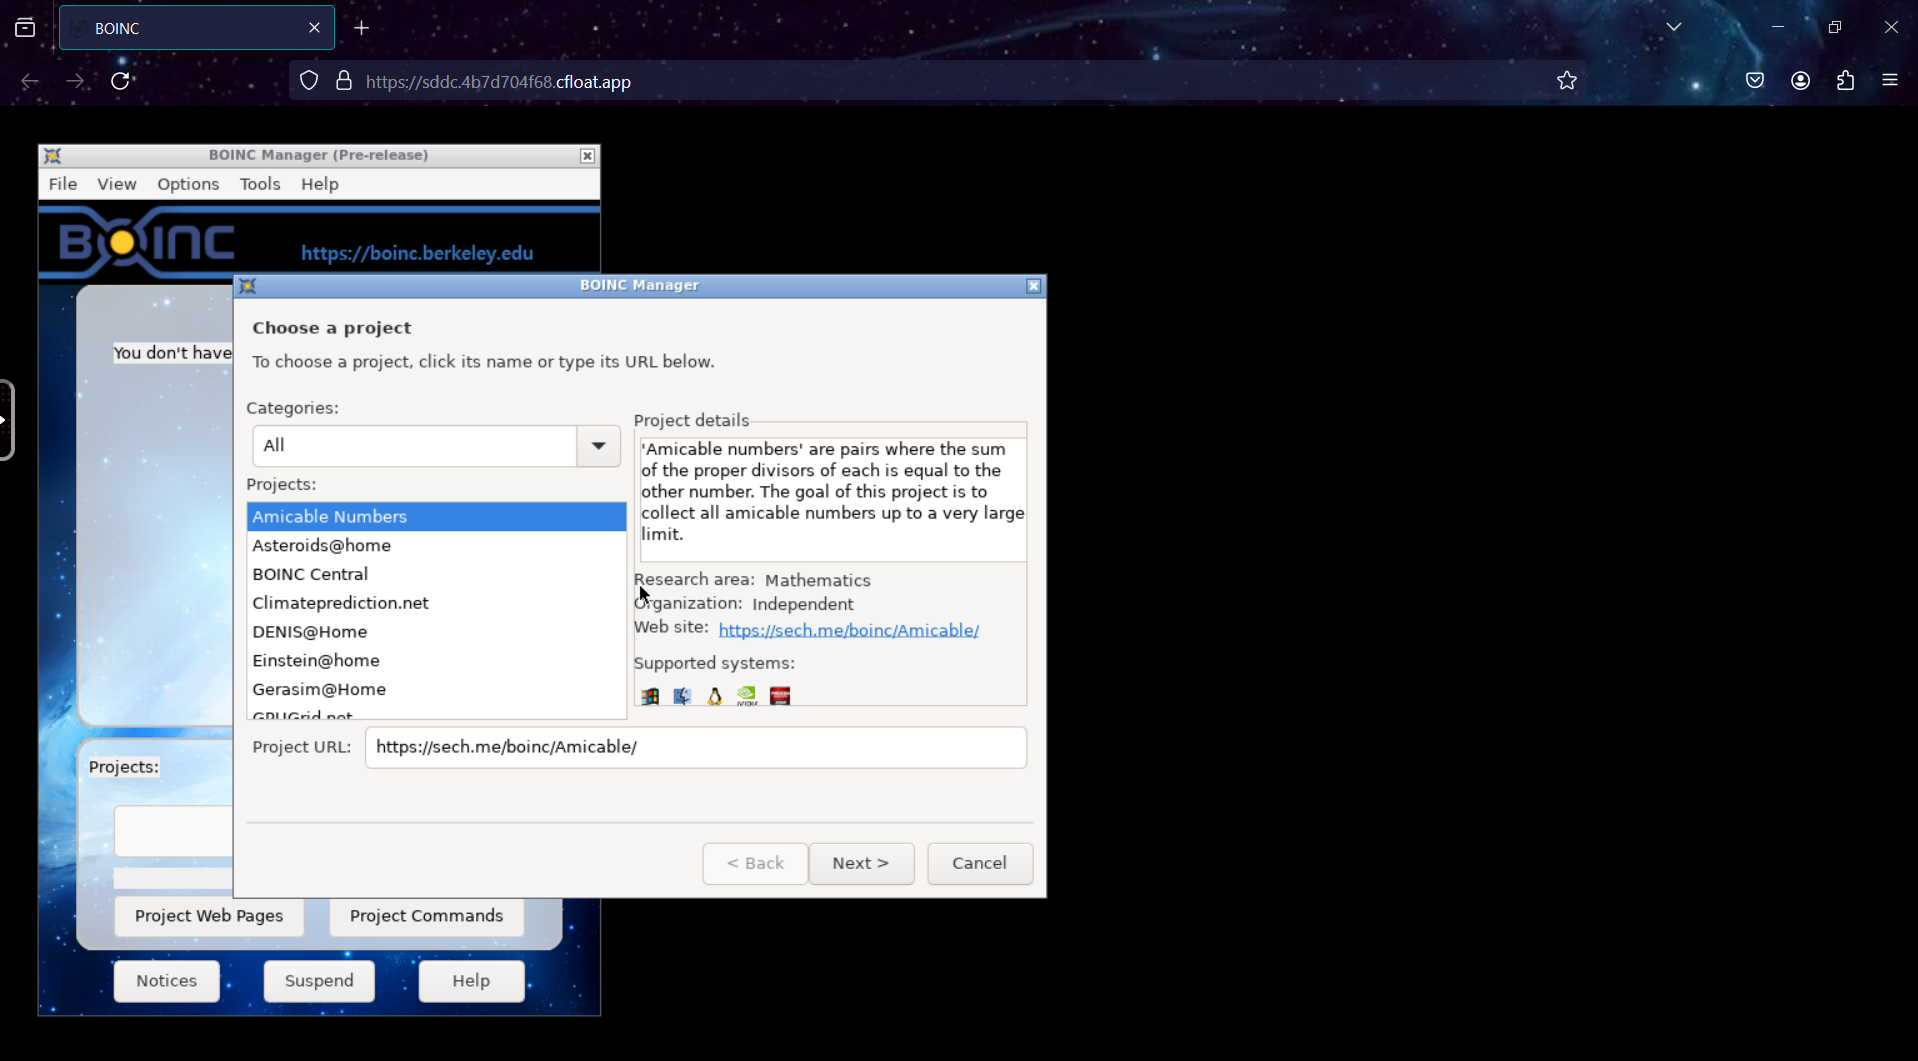 BOINC
https://sddc.4b7d704f68.cfloat.app
BOINC Manager (Pre-release)
File View Options Tools Help
BOINC
https://boinc.berkeley.edu
You don't have
BOINC Manager
Choose a project
To choose a project, click its name or type its URL below.
Categories:
All
Projects:
Amicable Numbers
Asteroids@home
BOINC Central
Climateprediction.net
DENIS@Home
Einstein@home
Gerasim@Home
GPUGrid.net
Project details
'Amicable numbers' are pairs where the sum
of the proper divisors of each is equal to the
other number. The goal of this project is to
collect all amicable numbers up to a very large
limit.
Research area: Mathematics
Organization: Independent
Web site: https://sech.me/boinc/Amicable/
Supported systems:
Project URL: https://sech.me/boinc/Amicable/
< Back Next > Cancel
Projects:
Project Web Pages Project Commands
Notices Suspend Help